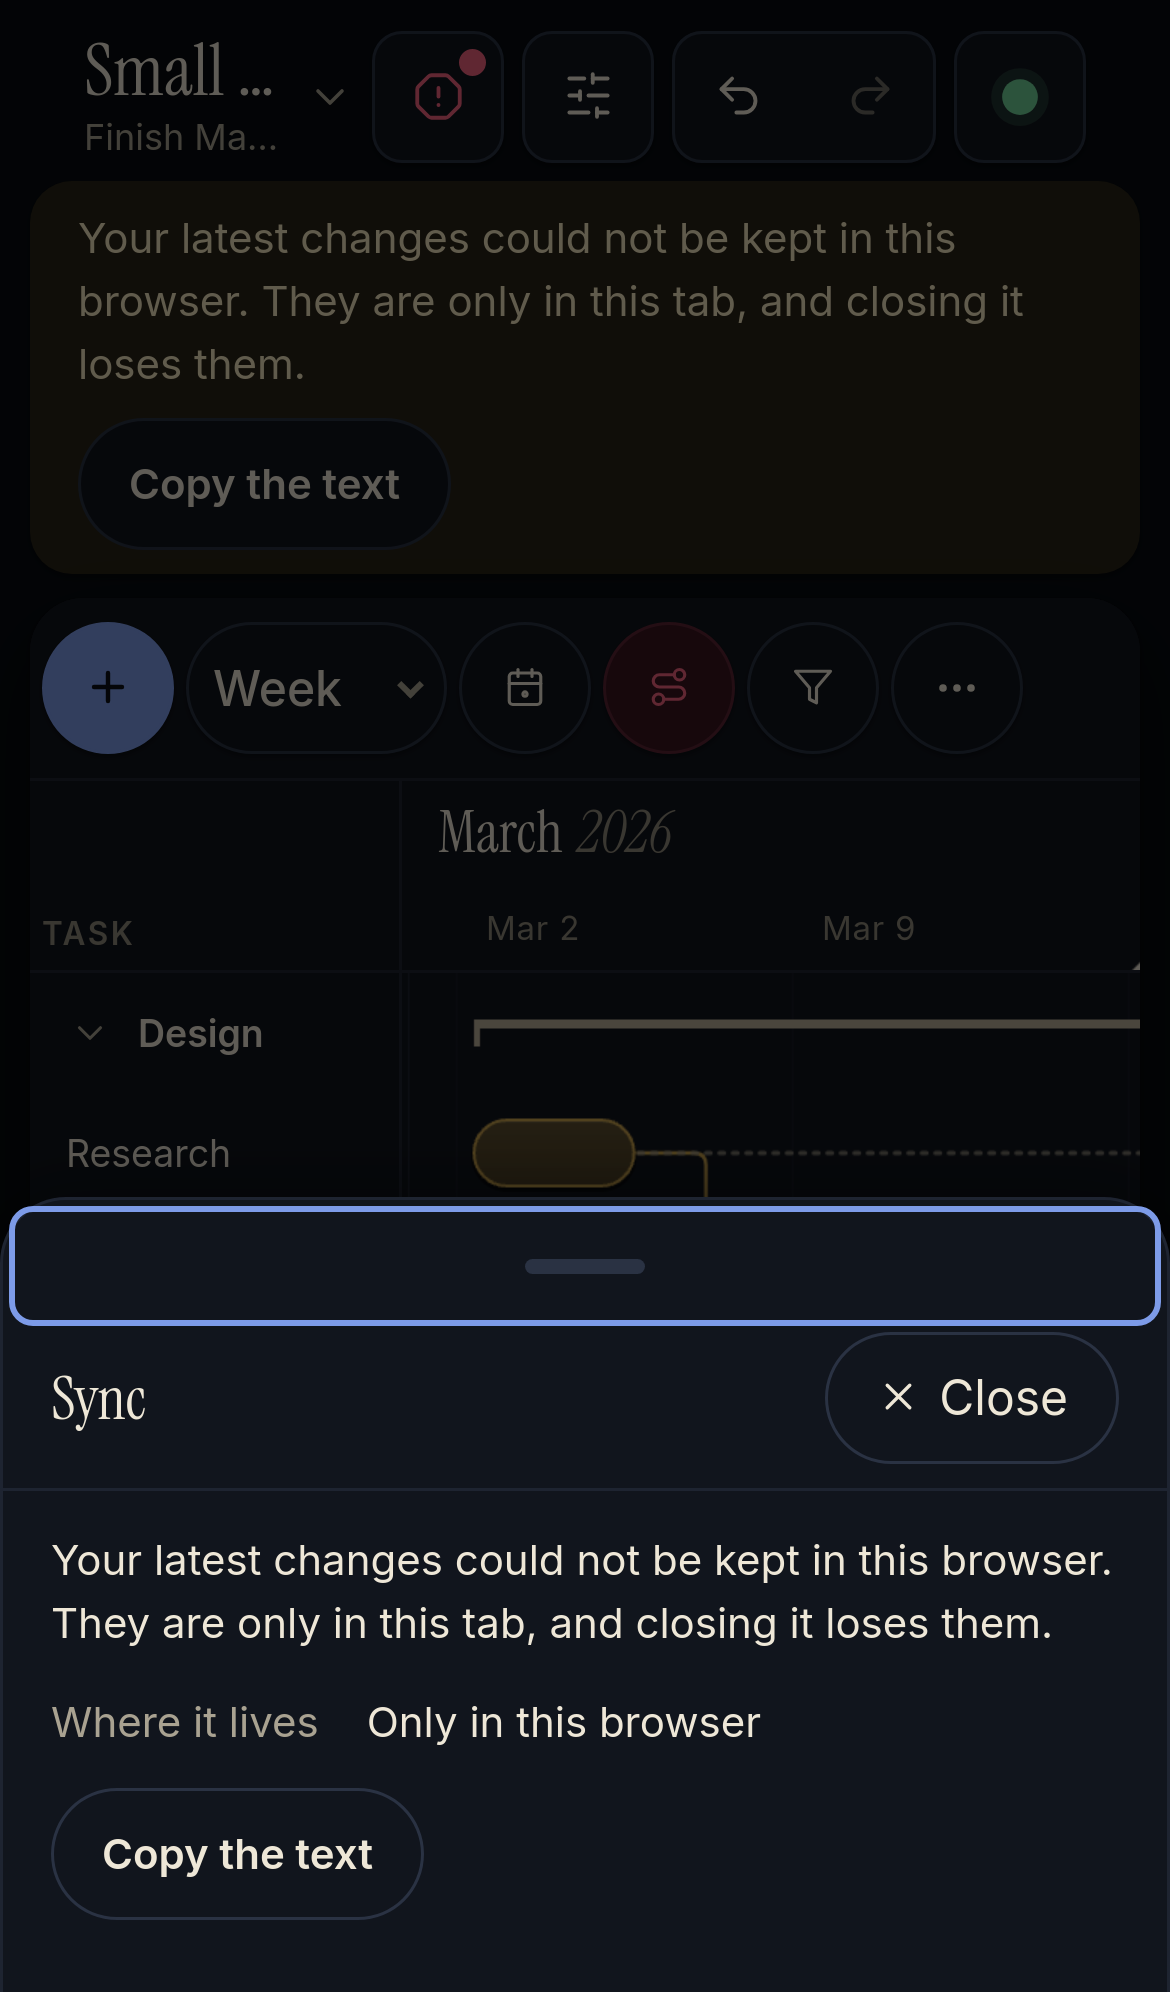 Small ...
Finish Ma...
Your latest changes could not be kept in this
browser. They are only in this tab, and closing it
loses them.
Copy the text
Week
March 2026
TASK
Mar 2
Mar 9
Design
Research
Sync
Close
Your latest changes could not be kept in this browser.
They are only in this tab, and closing it loses them.
Where it lives
Only in this browser
Copy the text